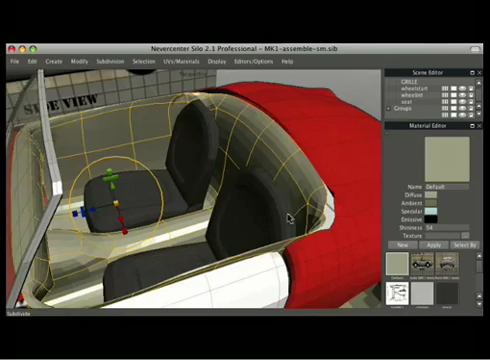 Nevercenter Silo 2.1 Professional - MK1-assemble-sm.sib
File Edit Create Modify Subdivision Selection UVs/Materials Display Editors/Options Help
Scene Editor
GRILLE
wheelstart
seat
Groups
Material Editor
Name Default
Diffuse
Ambient
Specular
Emissive
Shininess 54
Texture
New Apply Select By
SIDE VIEW
Subdivide